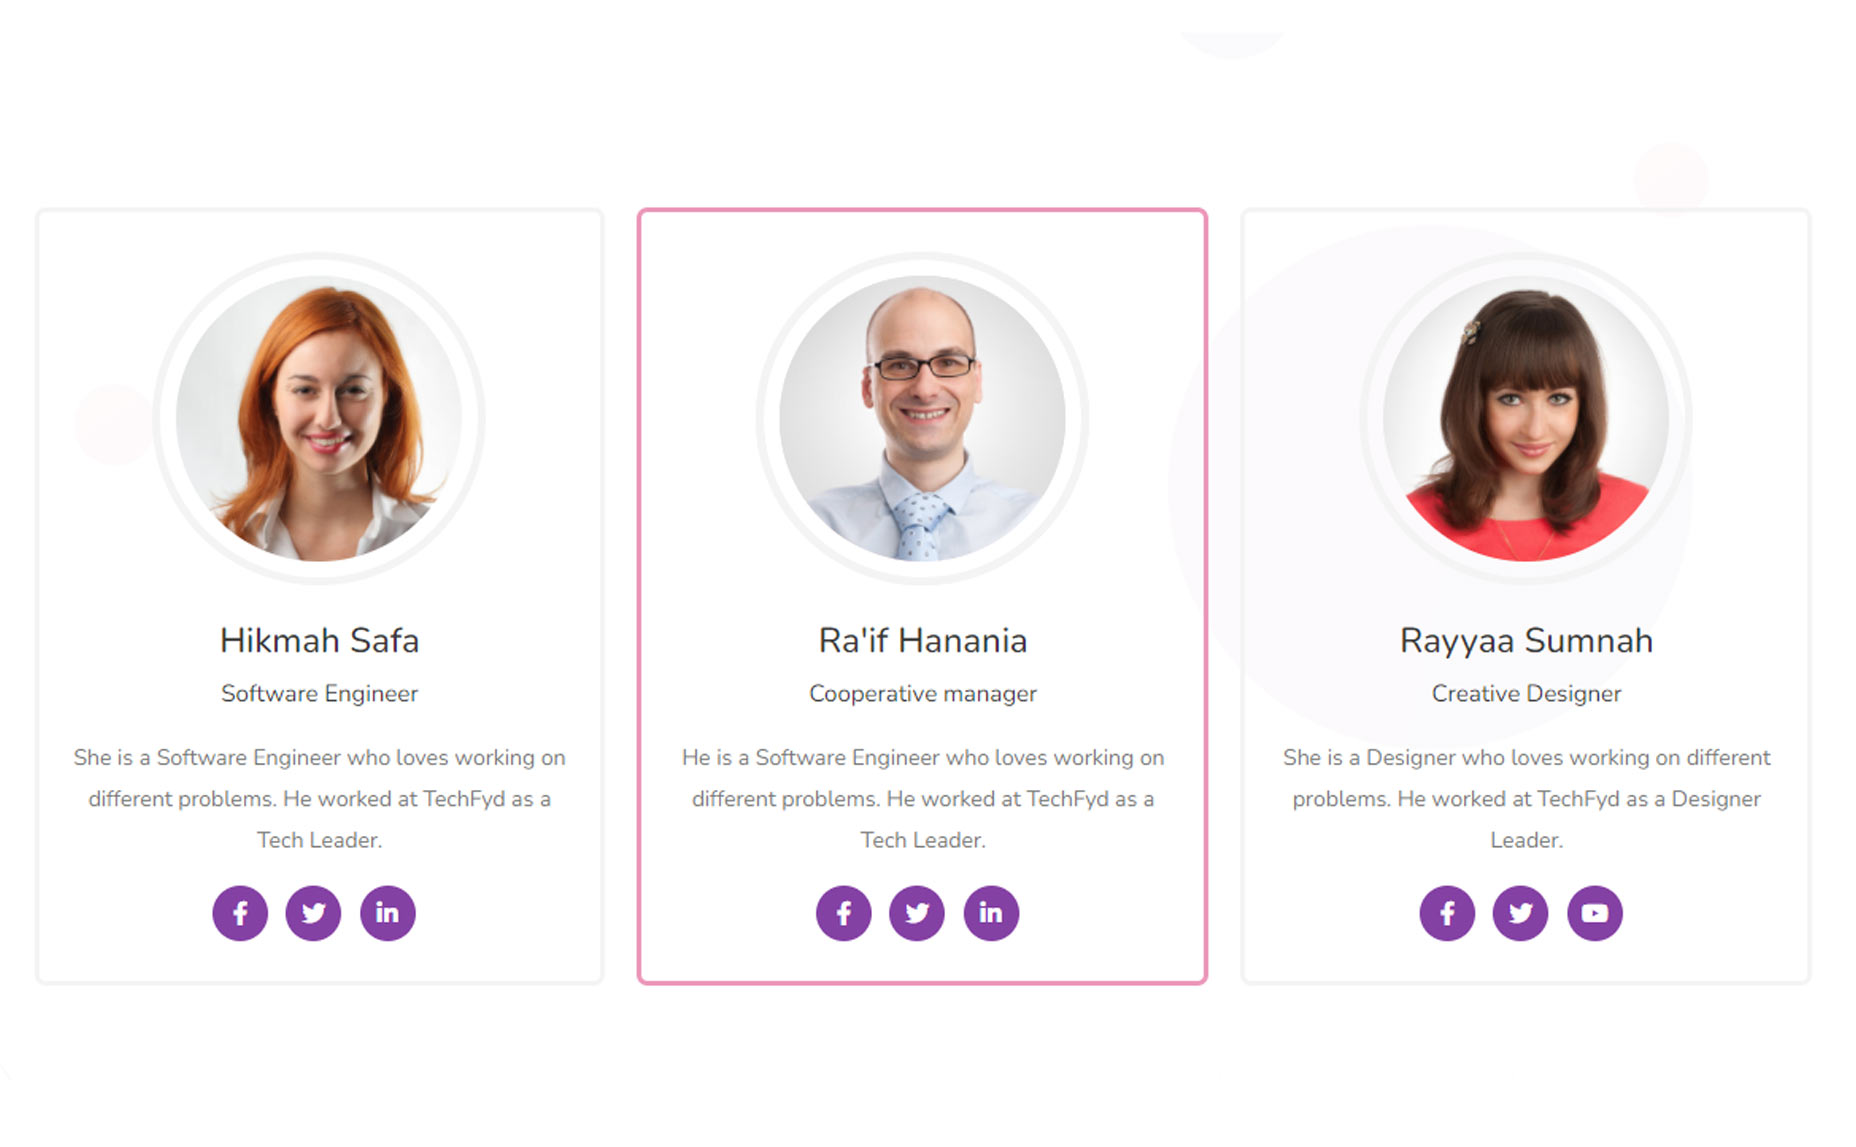 Hikmah Safa
Software Engineer
She is a Software Engineer who loves working on
different problems. He worked at TechFyd as a
Tech Leader.
Ra'if Hanania
Cooperative manager
He is a Software Engineer who loves working on
different problems. He worked at TechFyd as a
Tech Leader.
Rayyaa Sumnah
Creative Designer
She is a Designer who loves working on different
problems. He worked at TechFyd as a Designer
Leader.